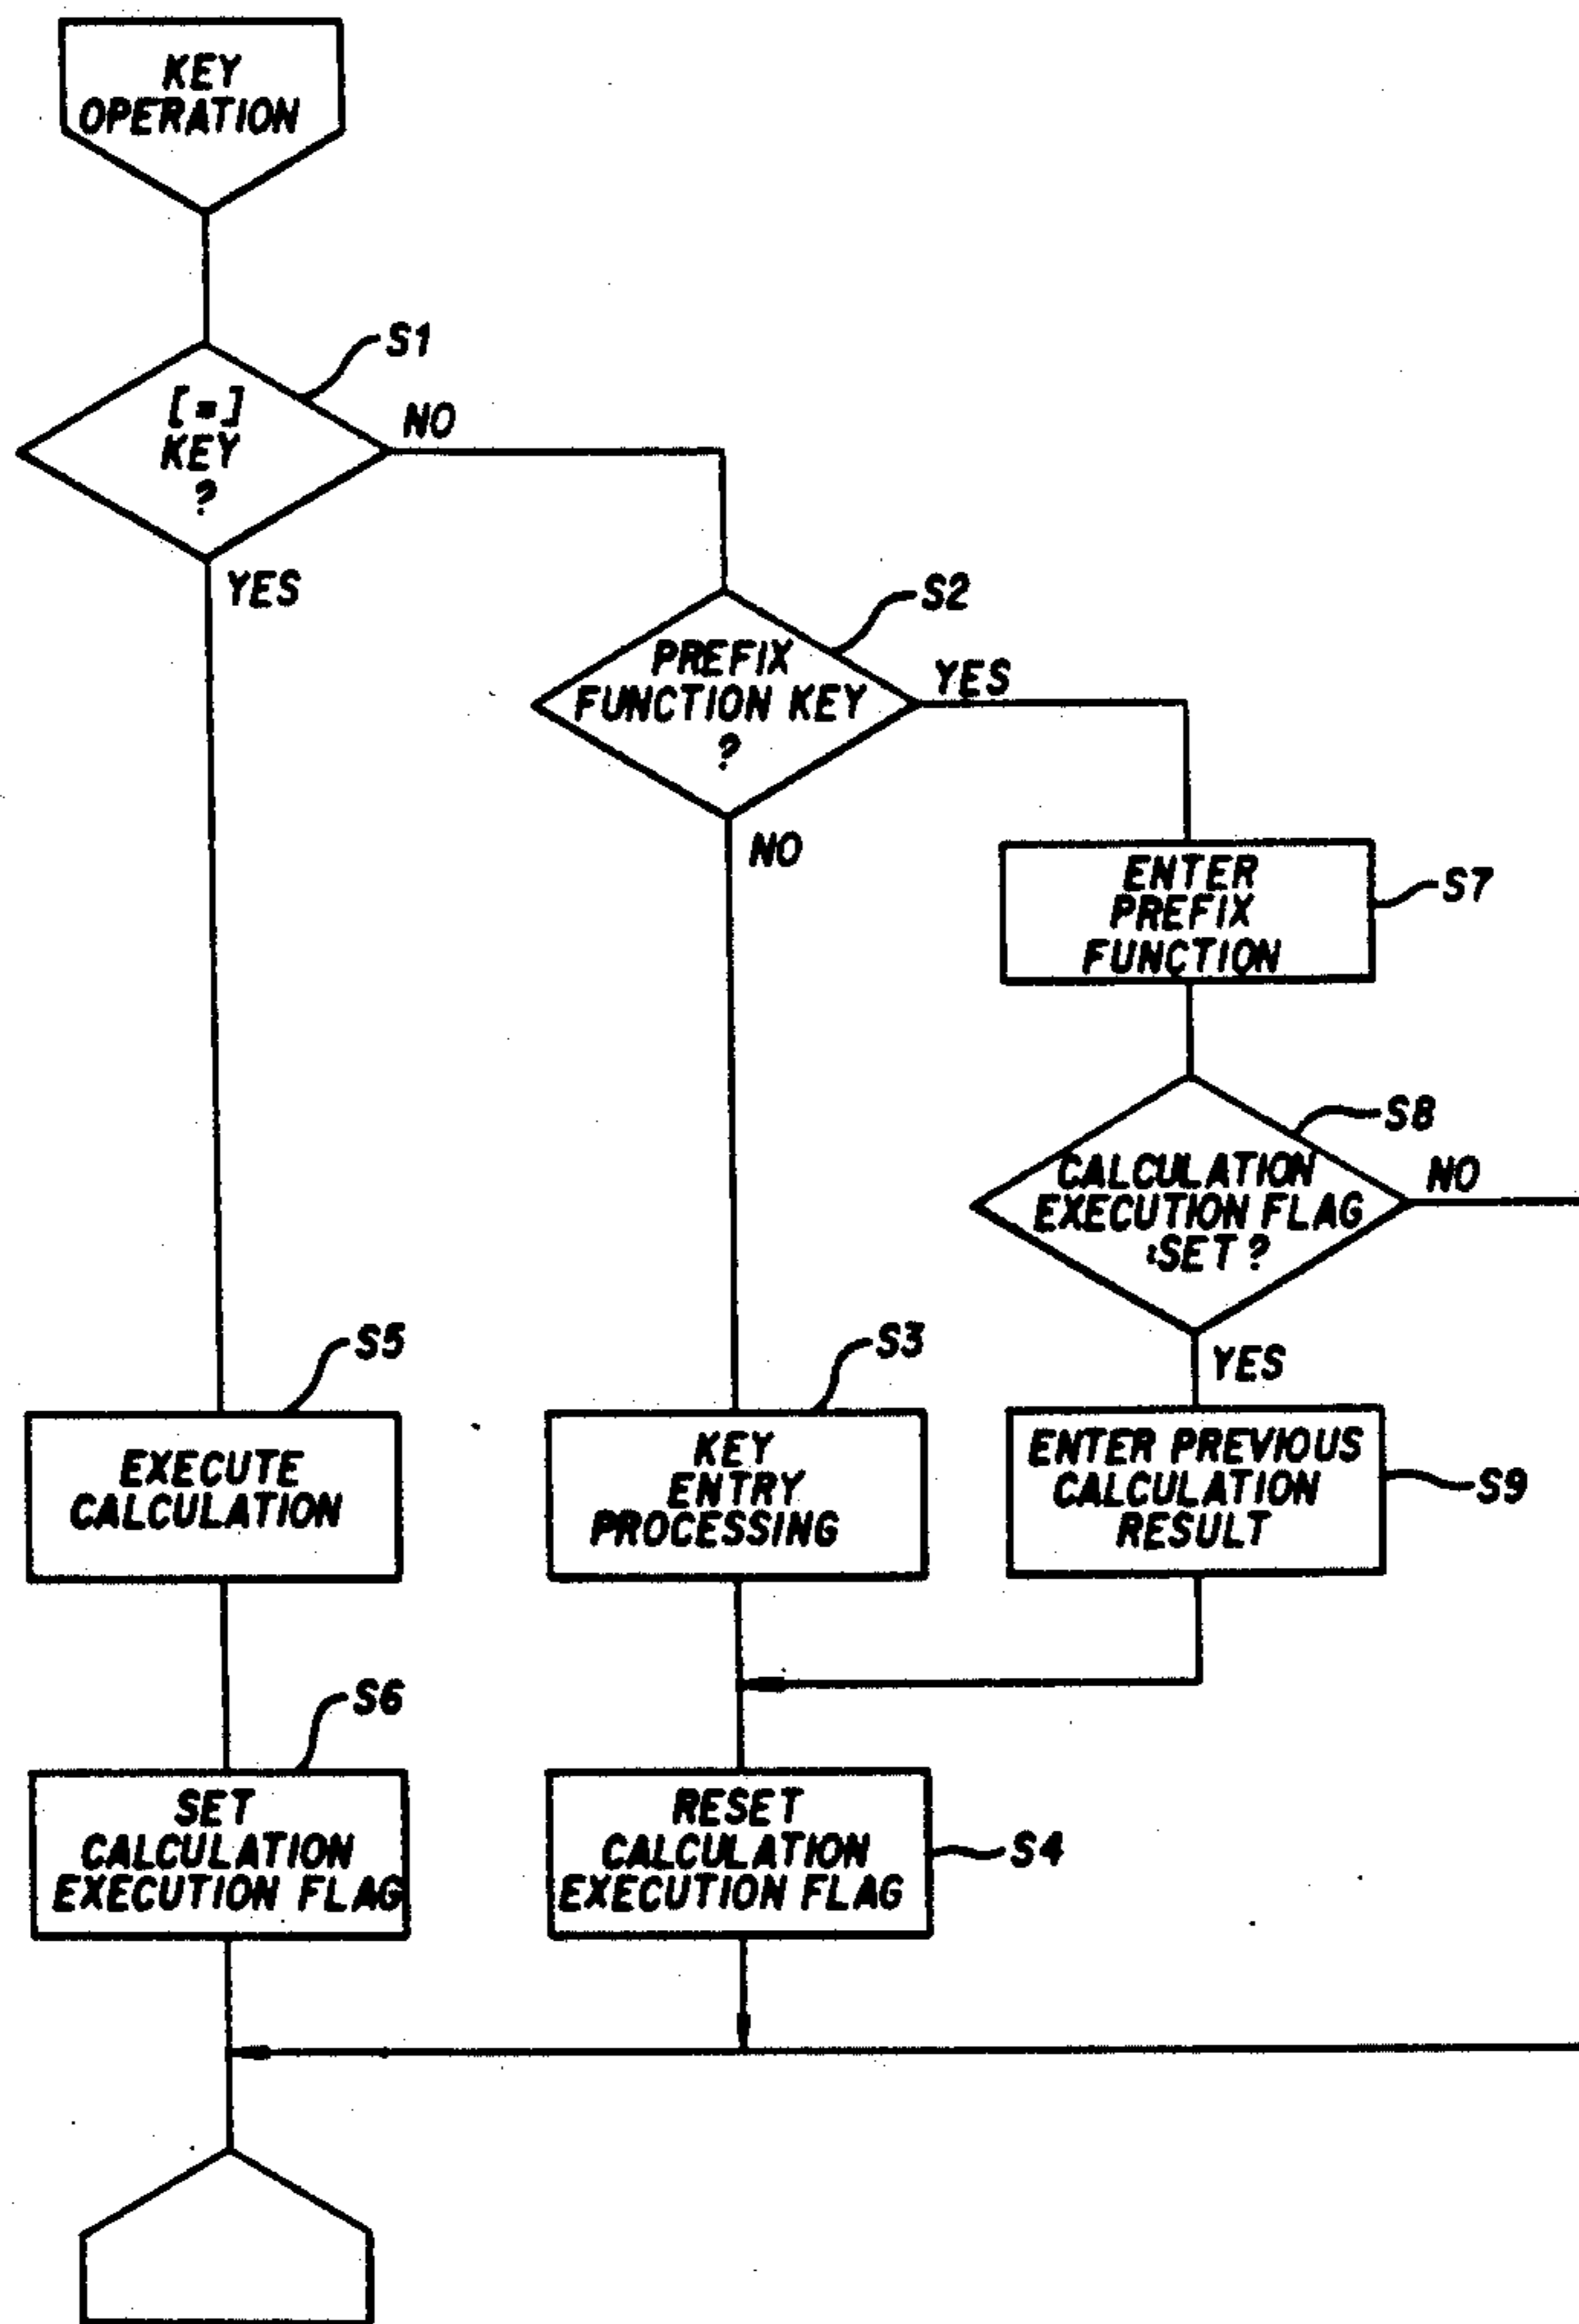 KEY
OPERATION
S1
[=]
KEY
?
NO
YES
S2
PREFIX
FUNCTION KEY
?
YES
NO
ENTER
PREFIX
FUNCTION
S7
S8
CALCULATION
EXECUTION FLAG
:SET?
NO
YES
S5
EXECUTE
CALCULATION
S3
KEY
ENTRY
PROCESSING
ENTER PREVIOUS
CALCULATION
RESULT
S9
S6
SET
CALCULATION
EXECUTION FLAG
RESET
CALCULATION
EXECUTION FLAG
S4